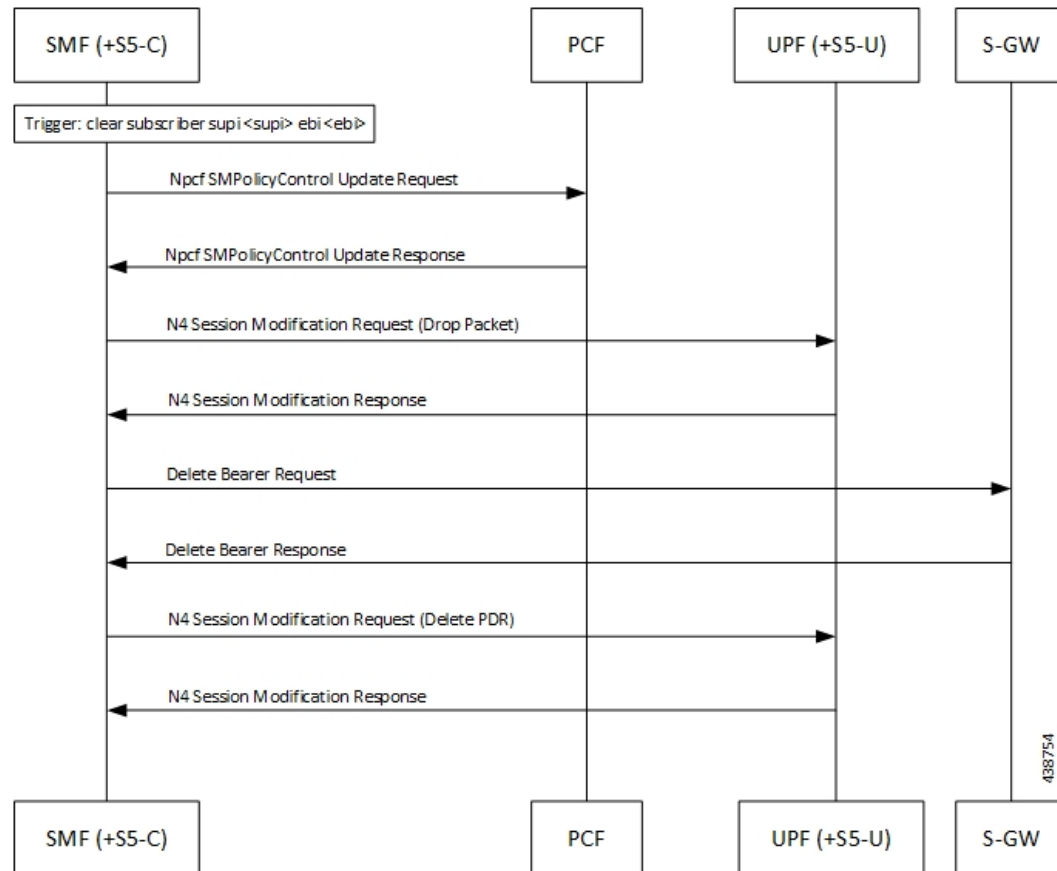 SMF (+S5-C)
PCF
UPF (+S5-U)
S-GW
Trigger: clear subscriber supi <supi> ebi <ebi>
Npcf SMPolicyControl Update Request
Npcf SMPolicyControl Update Response
N4 Session Modification Request (Drop Packet)
N4 Session Modification Response
Delete Bearer Request
Delete Bearer Response
N4 Session Modification Request (Delete PDR)
N4 Session Modification Response
438754
SMF (+S5-C)
PCF
UPF (+S5-U)
S-GW